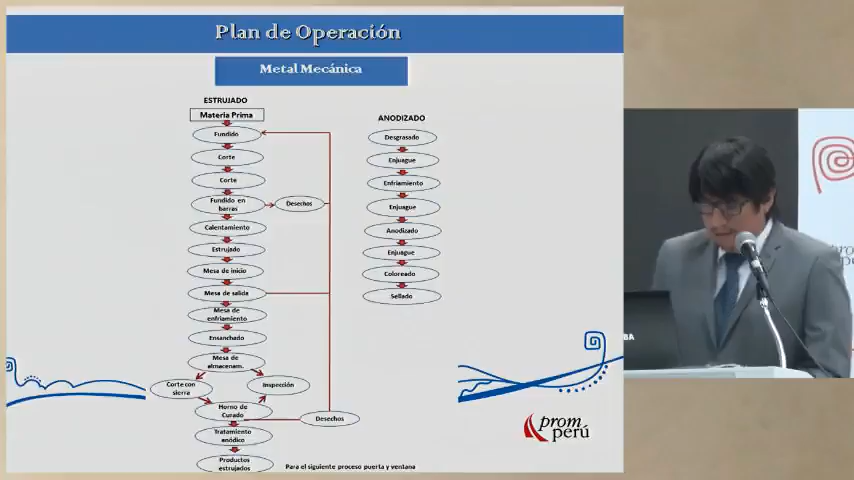 Plan de Operación
Metal Mecánica
ESTRUJADO
Materia Prima
Fundido
Corte
Corte
Fundido en
barras
Desechos
Calentamiento
Estrujado
Mesa de inicio
Mesa de salida
Mesa de
enfriamiento
Ensanchado
Mesa de
almacenam.
Corte con
sierra
Inspección
Horno de
Curado
Desechos
Tratamiento
anódico
Productos
estrujados
Para el siguiente proceso puerta y ventana
ANODIZADO
Desgrasado
Enjuague
Enfriamiento
Enjuague
Anodizado
Enjuague
Coloreado
Sellado
prom
perú
BA